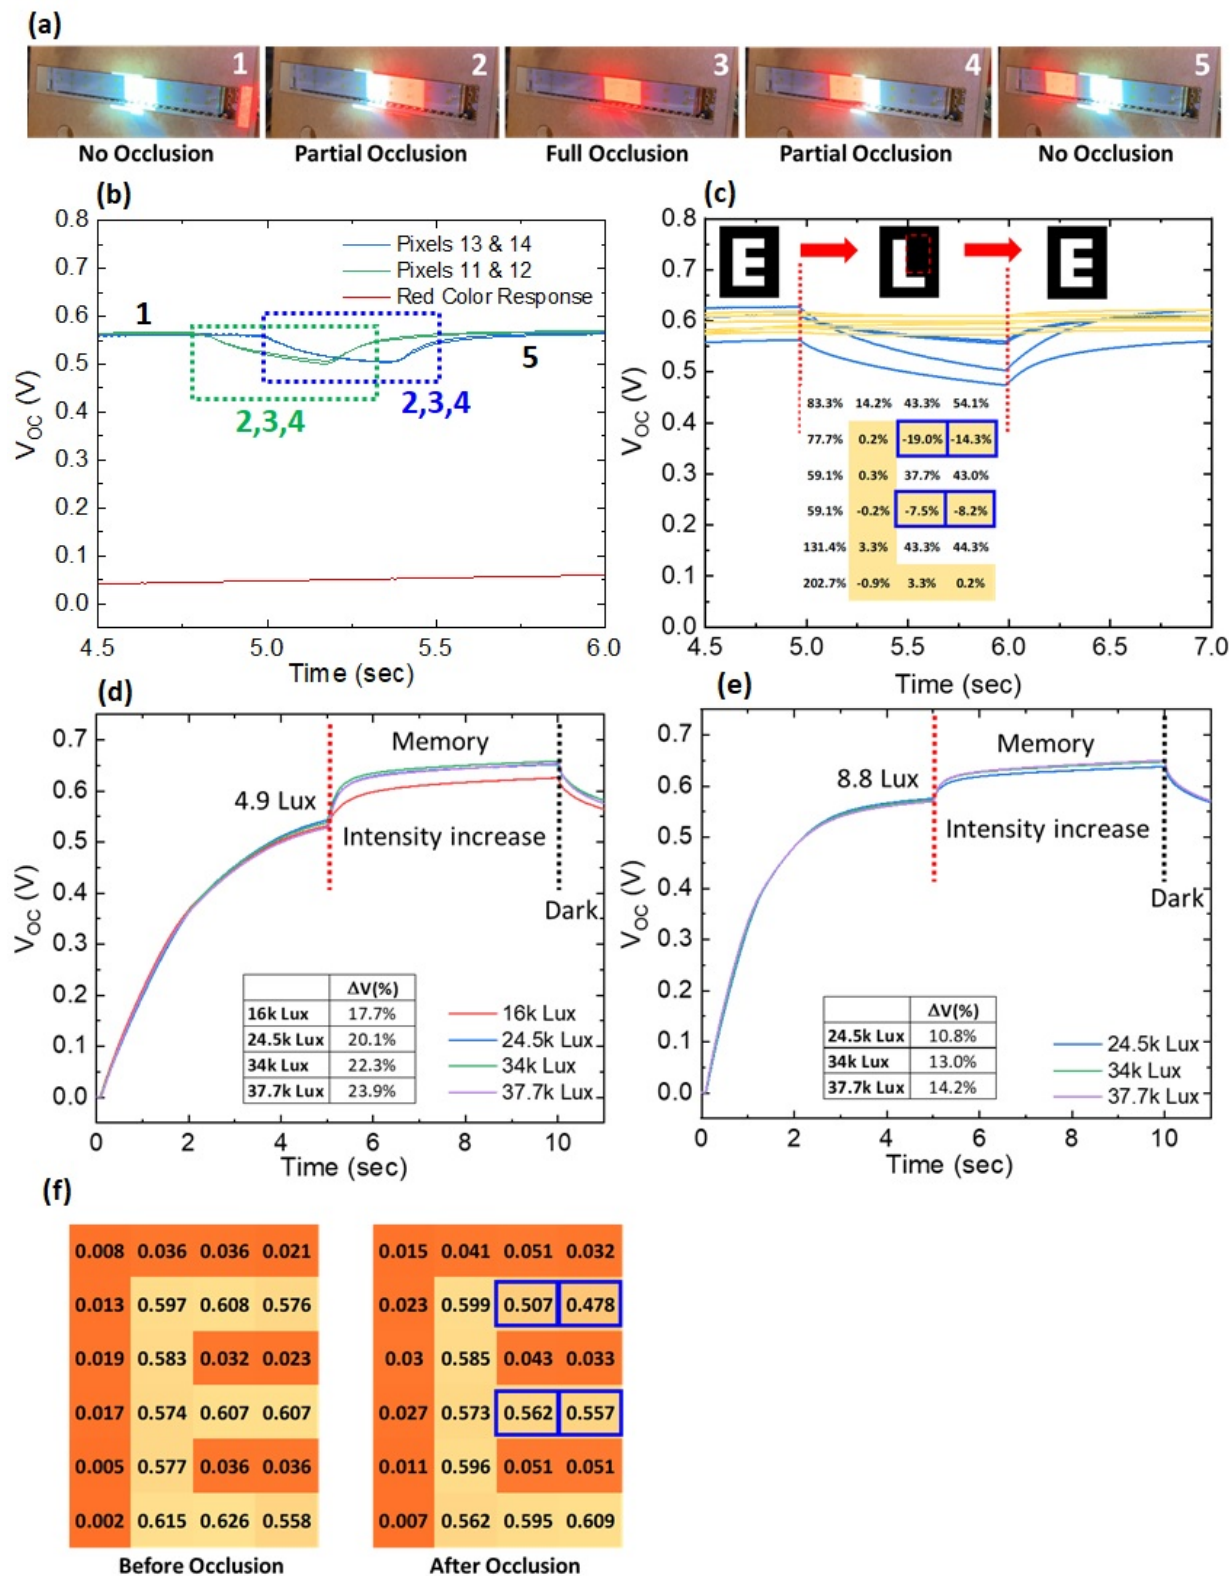 (a)
1 2 3 4 5
No Occlusion Partial Occlusion Full Occlusion Partial Occlusion No Occlusion
(b)
0.8
0.7
0.6
0.5
0.4
0.3
0.2
0.1
0.0
V_OC (V)
Pixels 13 & 14
Pixels 11 & 12
Red Color Response
1
5
2,3,4
2,3,4
4.5 5.0 5.5 6.0
Time (sec)
(c)
0.8
0.7
0.6
0.5
0.4
0.3
0.2
0.1
0.0
V_OC (V)
E L E
83.3% 14.2% 43.3% 54.1%
77.7% 0.2% -19.0% -14.3%
59.1% 0.3% 37.7% 43.0%
59.1% -0.2% -7.5% -8.2%
131.4% 3.3% 43.3% 44.3%
202.7% -0.9% 3.3% 0.2%
4.5 5.0 5.5 6.0 6.5 7.0
Time (sec)
(d)
0.7
0.6
0.5
0.4
0.3
0.2
0.1
0.0
V_OC (V)
Memory
4.9 Lux
Intensity increase
Dark
ΔV(%)
16k Lux 17.7%
24.5k Lux 20.1%
34k Lux 22.3%
37.7k Lux 23.9%
16k Lux
24.5k Lux
34k Lux
37.7k Lux
0 2 4 6 8 10
Time (sec)
(e)
0.7
0.6
0.5
0.4
0.3
0.2
0.1
0.0
V_OC (V)
Memory
8.8 Lux
Intensity increase
Dark
ΔV(%)
24.5k Lux 10.8%
34k Lux 13.0%
37.7k Lux 14.2%
24.5k Lux
34k Lux
37.7k Lux
0 2 4 6 8 10
Time (sec)
(f)
0.008 0.036 0.036 0.021
0.013 0.597 0.608 0.576
0.019 0.583 0.032 0.023
0.017 0.574 0.607 0.607
0.005 0.577 0.036 0.036
0.002 0.615 0.626 0.558
Before Occlusion
0.015 0.041 0.051 0.032
0.023 0.599 0.507 0.478
0.03 0.585 0.043 0.033
0.027 0.573 0.562 0.557
0.011 0.596 0.051 0.051
0.007 0.562 0.595 0.609
After Occlusion